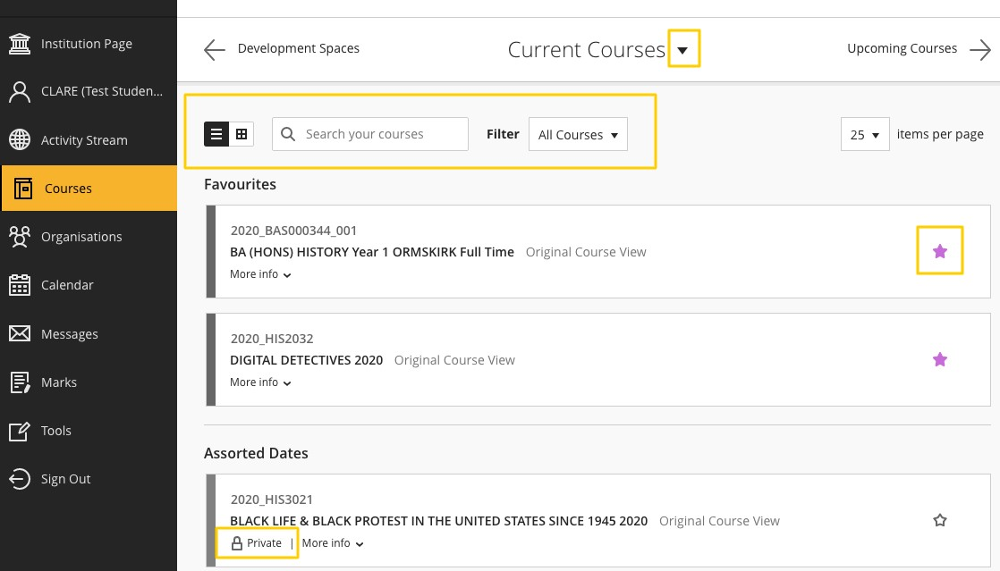 Institution Page
CLARE (Test Studen...
Activity Stream
Courses
Organisations
Calendar
Messages
Marks
Tools
Sign Out
Development Spaces
Current Courses
Upcoming Courses
Search your courses
Filter
All Courses
25 items per page
Favourites
2020_BAS000344_001
BA (HONS) HISTORY Year 1 ORMSKIRK Full Time Original Course View
More info
2020_HIS2032
DIGITAL DETECTIVES 2020 Original Course View
More info
Assorted Dates
2020_HIS3021
BLACK LIFE & BLACK PROTEST IN THE UNITED STATES SINCE 1945 2020 Original Course View
Private | More info